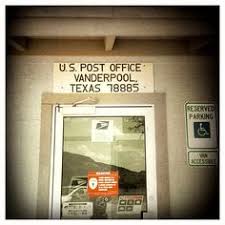 U.S. POST OFFICE
VANDERPOOL,
TEXAS 78885
RESERVED
PARKING
VAN ACCESSIBLE